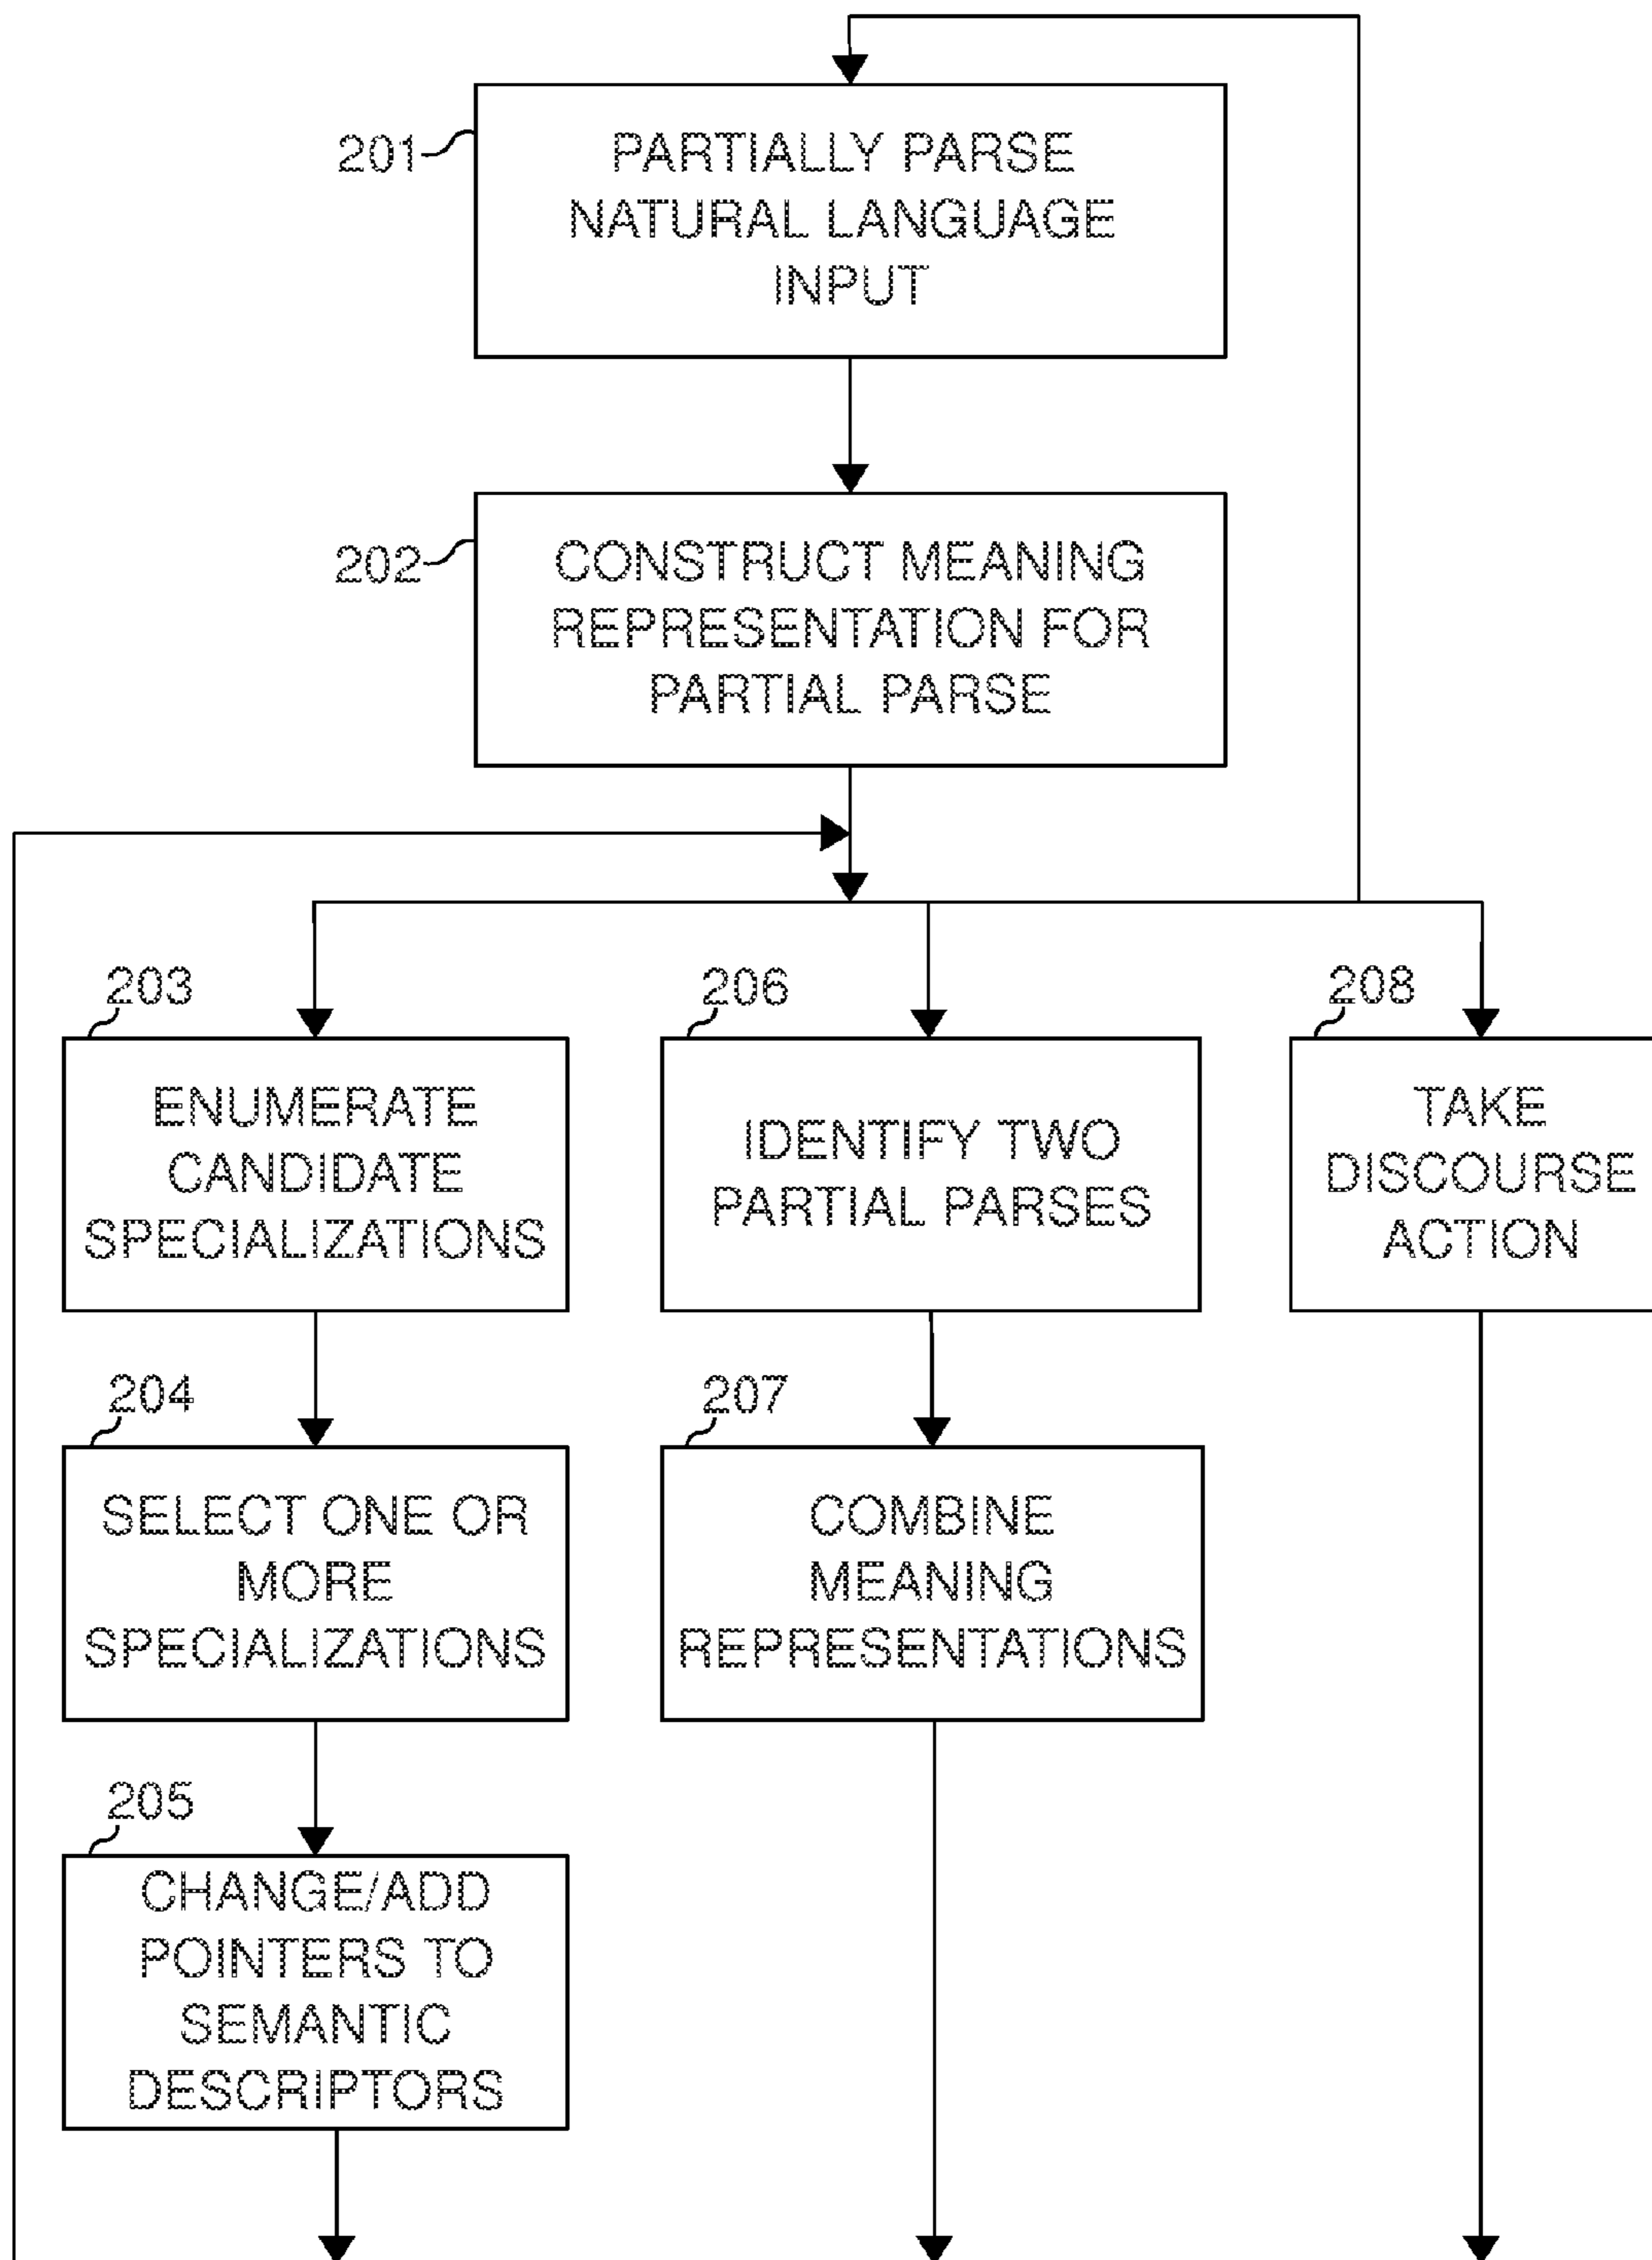 201
PARTIALLY PARSE
NATURAL LANGUAGE
INPUT
202
CONSTRUCT MEANING
REPRESENTATION FOR
PARTIAL PARSE
203
ENUMERATE
CANDIDATE
SPECIALIZATIONS
206
IDENTIFY TWO
PARTIAL PARSES
208
TAKE
DISCOURSE
ACTION
204
SELECT ONE OR
MORE
SPECIALIZATIONS
207
COMBINE
MEANING
REPRESENTATIONS
205
CHANGE/ADD
POINTERS TO
SEMANTIC
DESCRIPTORS